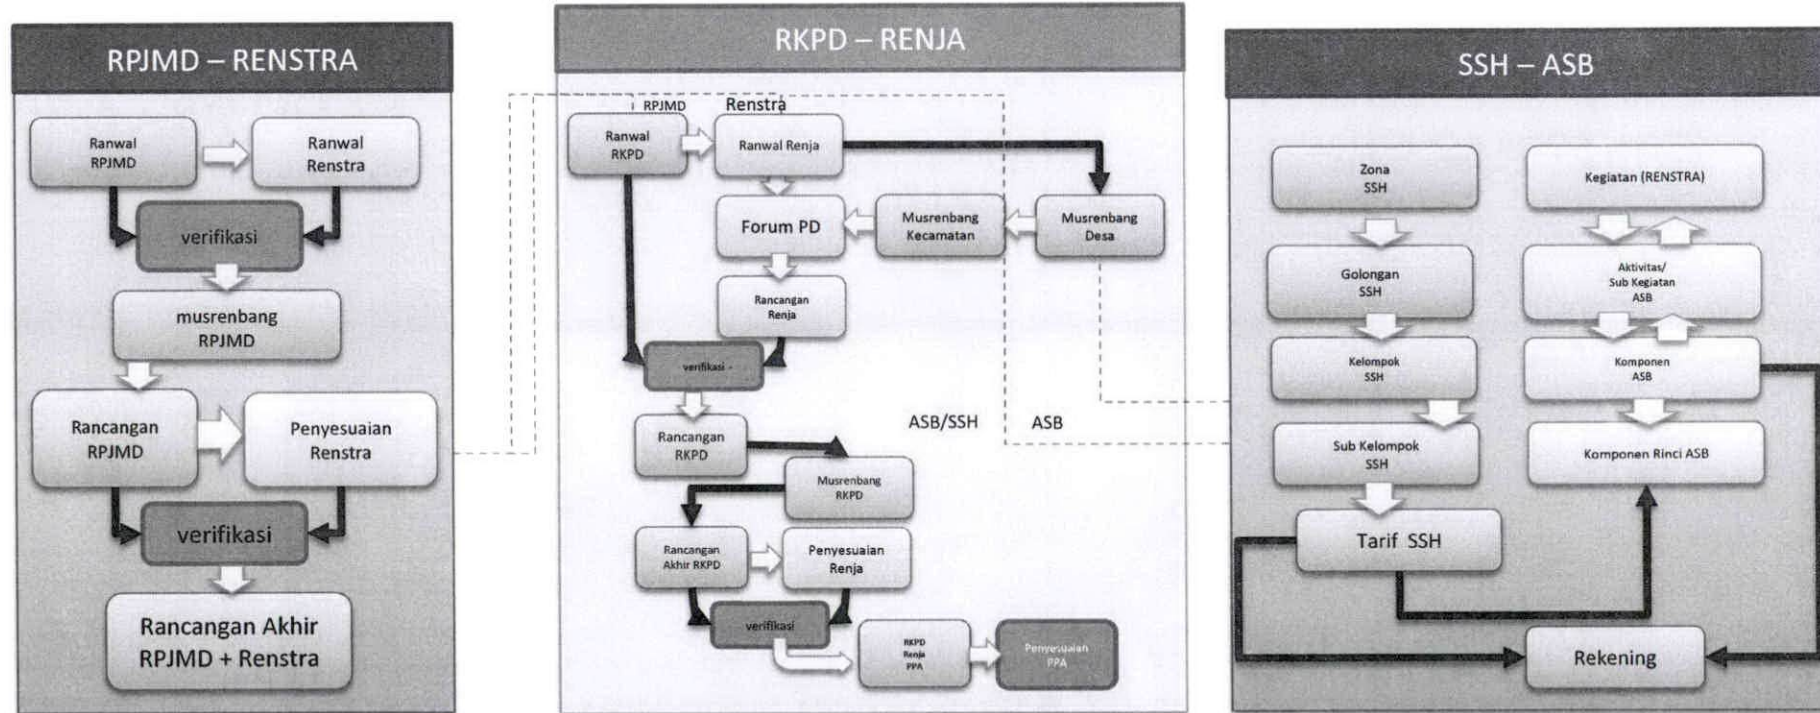 RPJMD – RENSTRA
Ranwal
RPJMD
Ranwal
Renstra
verifikasi
musrenbang
RPJMD
Rancangan
RPJMD
Penyesuaian
Renstra
verifikasi
Rancangan Akhir
RPJMD + Renstra
RKPD – RENJA
RPJMD
Renstra
Ranwal
RKPD
Ranwal Renja
Forum PD
Musrenbang
Kecamatan
Musrenbang
Desa
Rancangan
Renja
verifikasi -
Rancangan
RKPD
ASB/SSH
ASB
Musrenbang
RKPD
Rancangan
Akhir RKPD
Penyesuaian
Renja
verifikasi
RKPD
Renja
PPA
Penyesuaian
PPA
SSH – ASB
Zona
SSH
Kegiatan (RENSTRA)
Golongan
SSH
Aktivitas/
Sub Kegiatan
ASB
Kelompok
SSH
Komponen
ASB
Sub Kelompok
SSH
Komponen Rinci ASB
Tarif SSH
Rekening